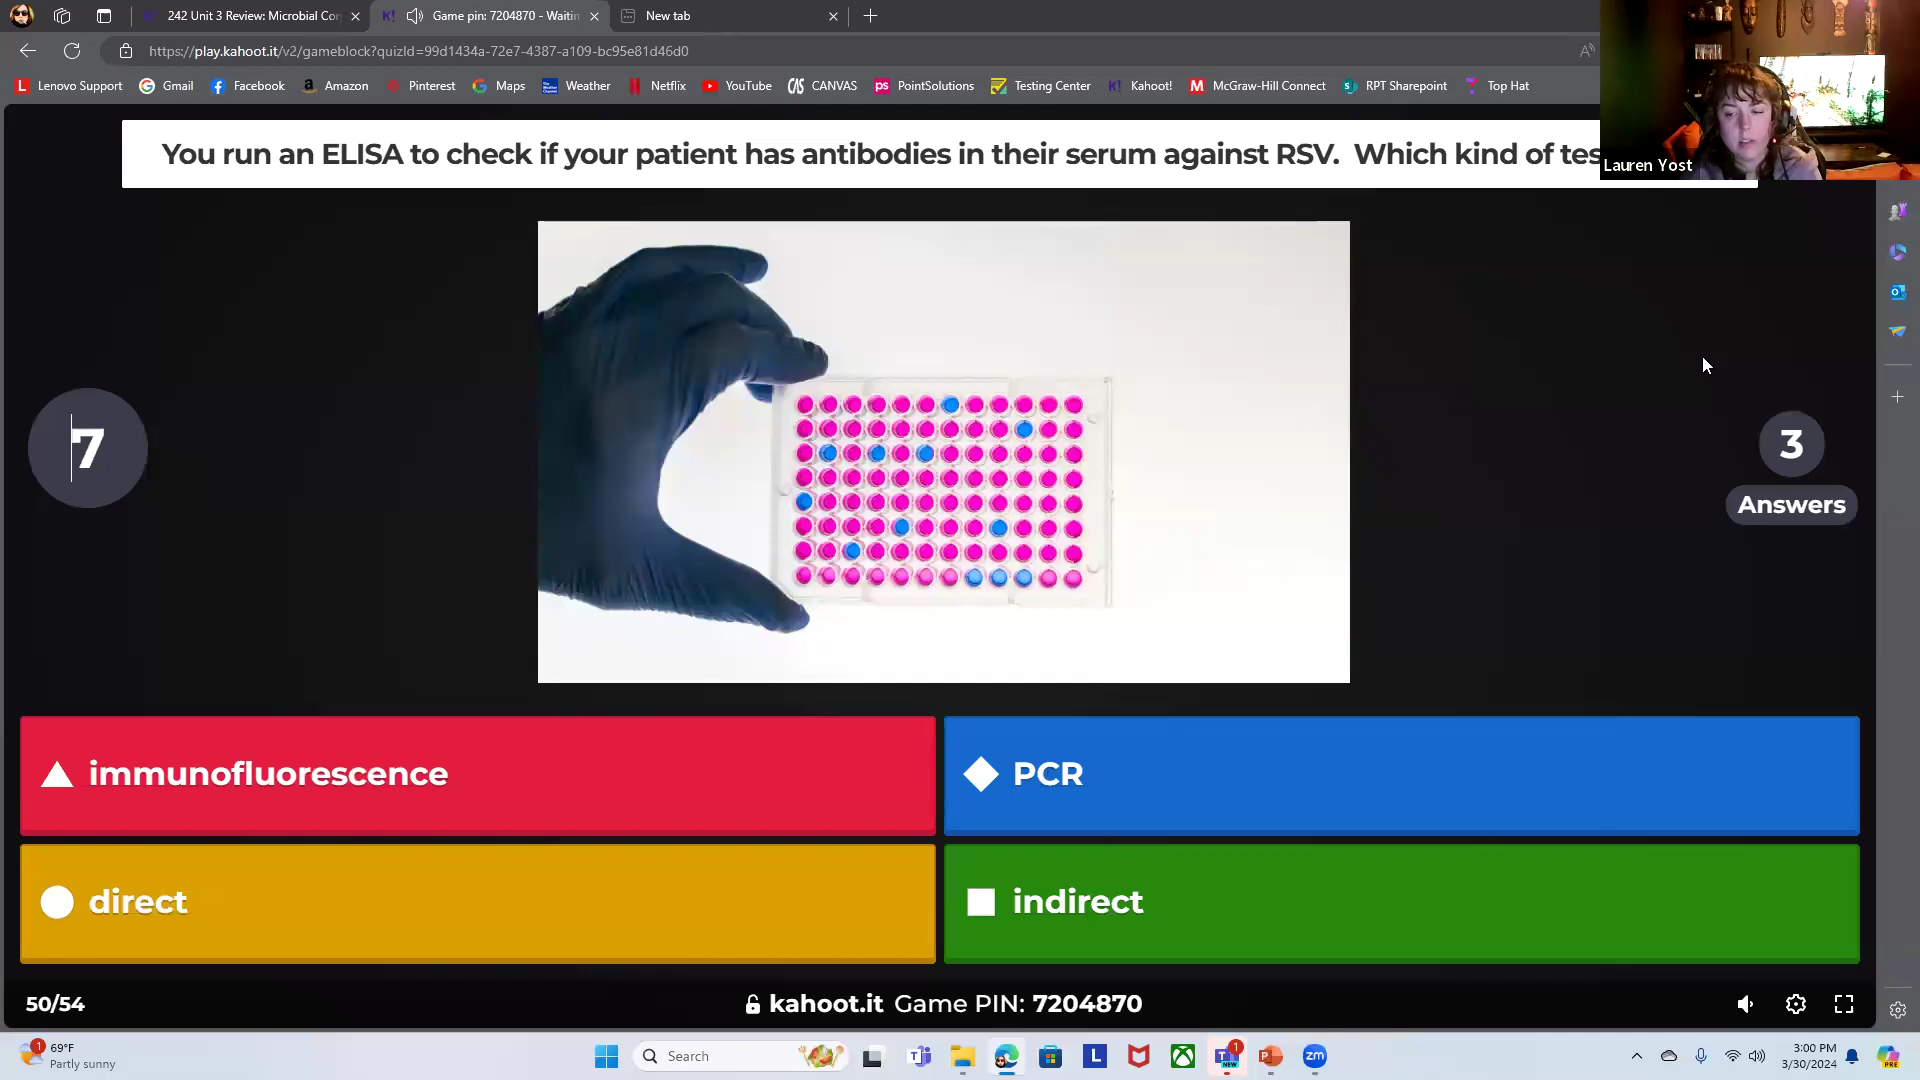 242 Unit 3 Review: Microbial Con
Game pin: 7204870 - Waitin
New tab
https://play.kahoot.it/v2/gameblock?quizId=99d1434a-72e7-4387-a109-bc95e81d46d0
Lenovo Support
Gmail
Facebook
Amazon
Pinterest
Maps
Weather
Netflix
YouTube
CANVAS
PointSolutions
Testing Center
Kahoot!
McGraw-Hill Connect
RPT Sharepoint
Top Hat
You run an ELISA to check if your patient has antibodies in their serum against RSV. Which kind of tes
Lauren Yost
7
3
Answers
immunofluorescence
PCR
direct
indirect
50/54
kahoot.it Game PIN: 7204870
1
69°F
Partly sunny
Search
1
3:00 PM
3/30/2024